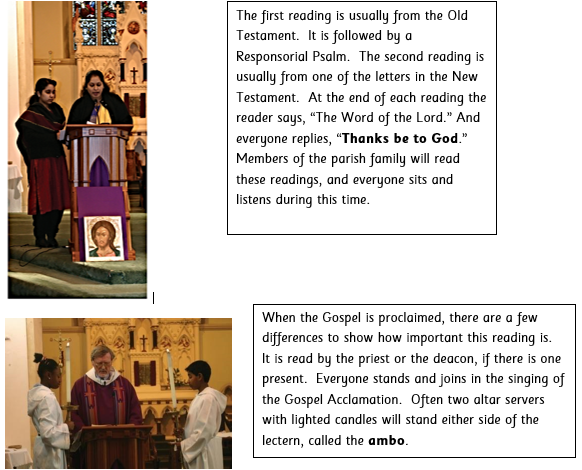 The first reading is usually from the Old
Testament.  It is followed by a
Responsorial Psalm.  The second reading is
usually from one of the letters in the New
Testament.  At the end of each reading the
reader says, “The Word of the Lord.” And
everyone replies, “Thanks be to God.”
Members of the parish family will read
these readings, and everyone sits and
listens during this time.
When the Gospel is proclaimed, there are a few
differences to show how important this reading is.
It is read by the priest or the deacon, if there is one
present.  Everyone stands and joins in the singing of
the Gospel Acclamation.  Often two altar servers
with lighted candles will stand either side of the
lectern, called the ambo.